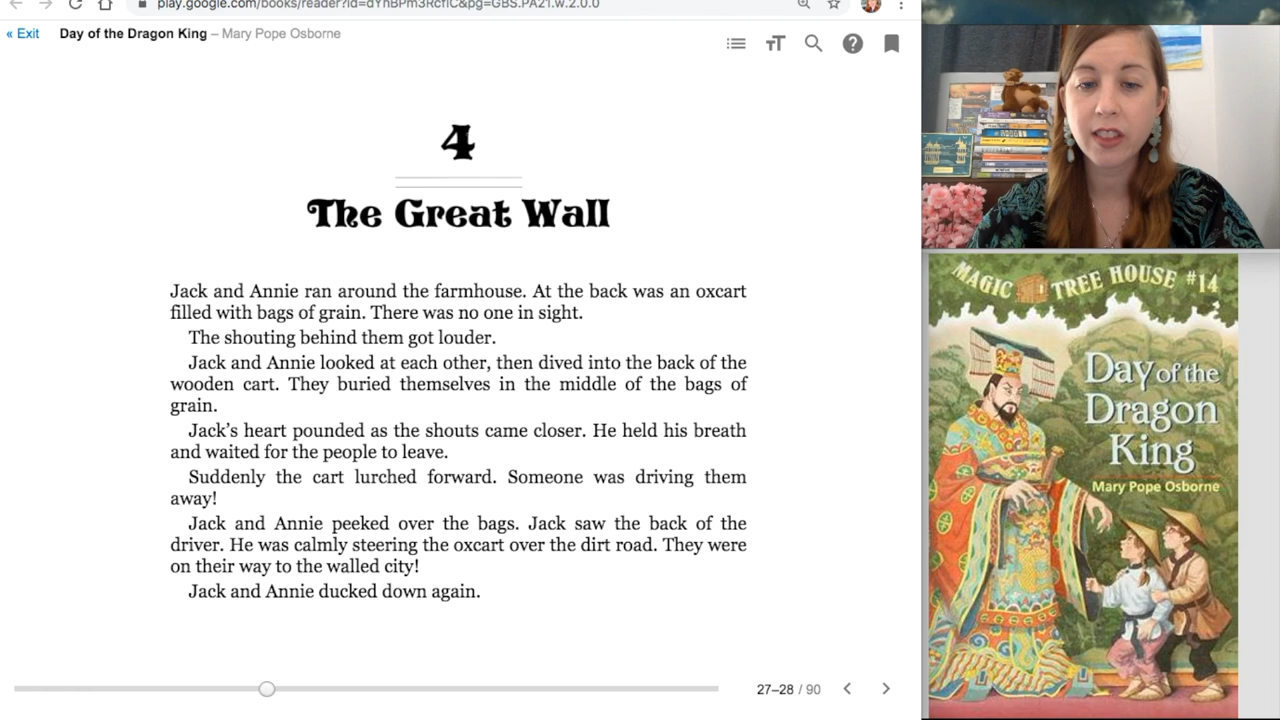 play.google.com/books/reader?id=dYhBPm3RcfIC&pg=GBS.PA21.w.2.0.0
« Exit Day of the Dragon King – Mary Pope Osborne
4
The Great Wall
Jack and Annie ran around the farmhouse. At the back was an oxcart
filled with bags of grain. There was no one in sight.
The shouting behind them got louder.
Jack and Annie looked at each other, then dived into the back of the
wooden cart. They buried themselves in the middle of the bags of
grain.
Jack’s heart pounded as the shouts came closer. He held his breath
and waited for the people to leave.
Suddenly the cart lurched forward. Someone was driving them
away!
Jack and Annie peeked over the bags. Jack saw the back of the
driver. He was calmly steering the oxcart over the dirt road. They were
on their way to the walled city!
Jack and Annie ducked down again.
27–28 / 90
MAGIC TREE HOUSE #14
Day of the
Dragon
King
Mary Pope Osborne